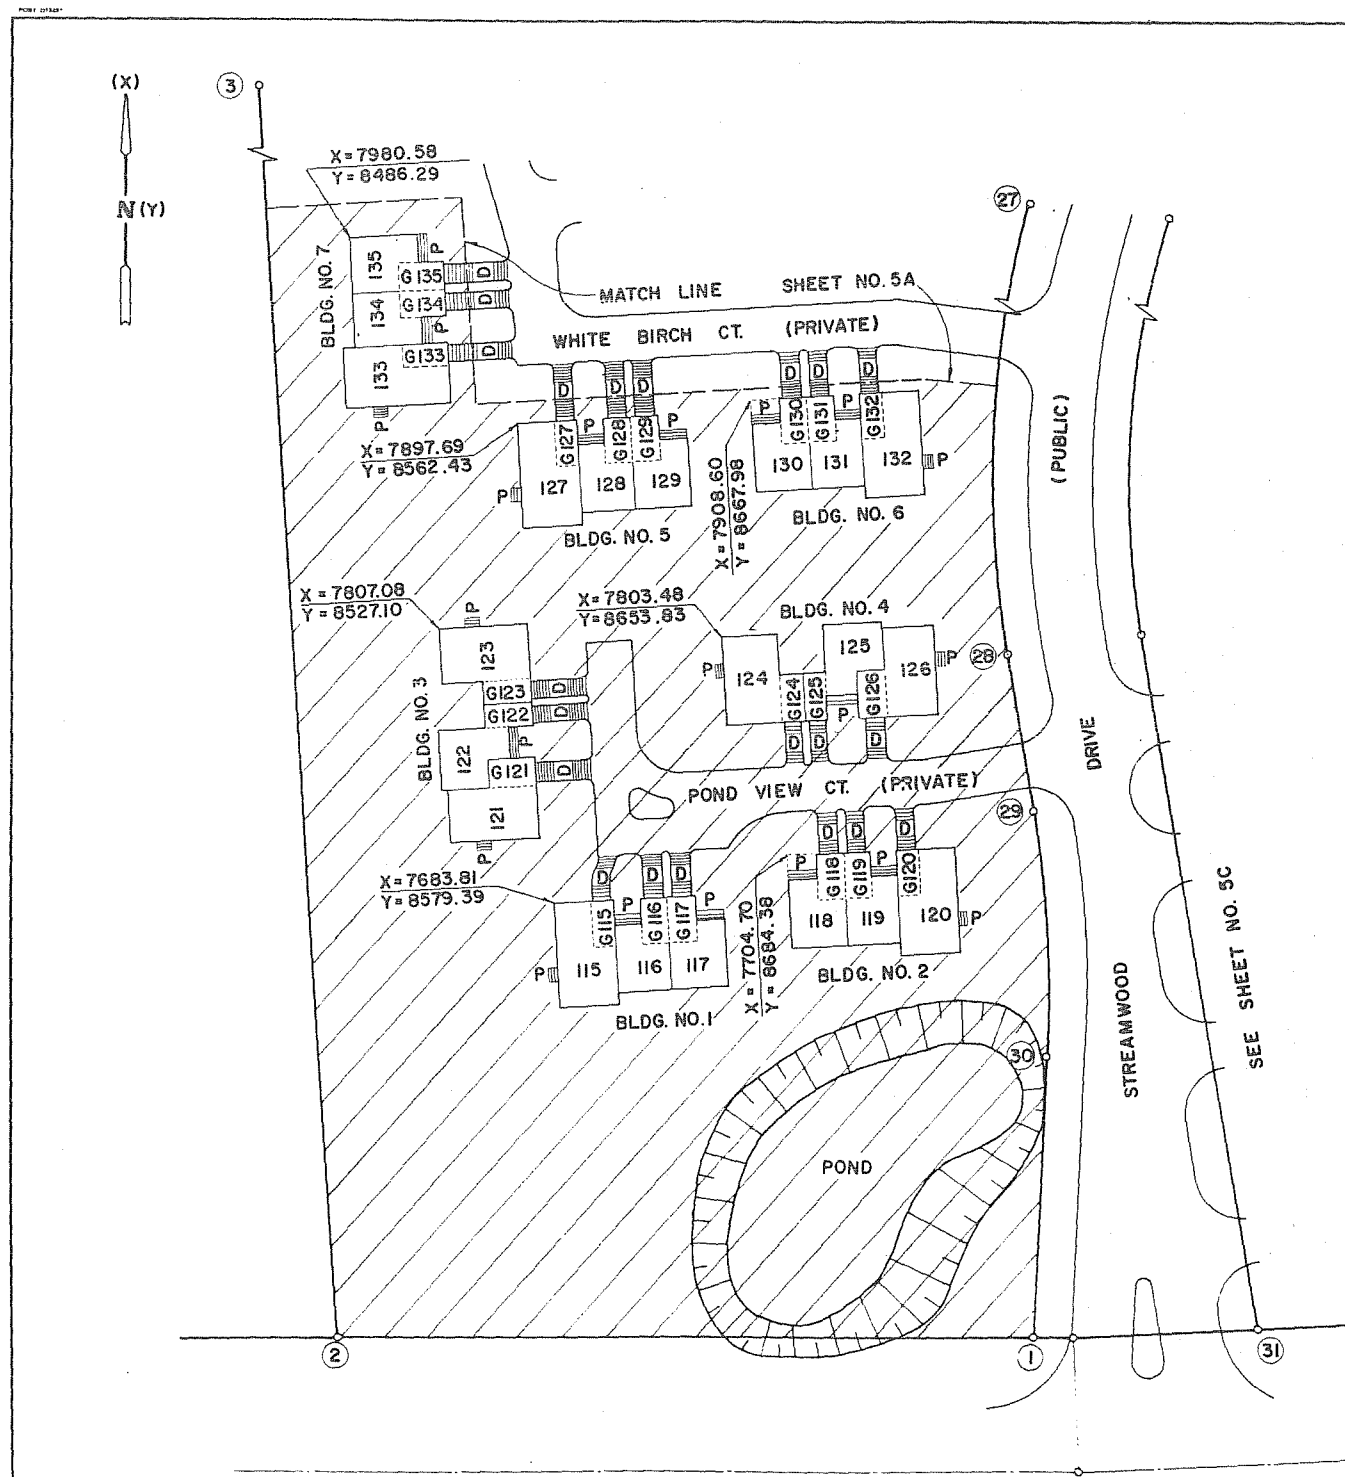 (X)
N (Y)
3
X = 7980.58
Y = 8486.29
27
BLDG. NO. 7
135
P
G135
D
134
G134
D
P
133
G133
D
P
MATCH LINE
SHEET NO. 5A
WHITE BIRCH CT. (PRIVATE)
(PUBLIC)
D
D
D
D
D
D
X = 7897.69
Y = 8562.43
G127
P
G128
G129
P
P
127
128
129
BLDG. NO. 5
P
G130
G131
P
G132
130
131
132
P
BLDG. NO. 6
X = 7908.60
Y = 8667.98
X = 7807.08
Y = 8527.10
P
123
G123
D
G122
D
BLDG. NO. 3
122
P
G121
D
121
P
X = 7803.48
Y = 8653.83
BLDG. NO. 4
P
124
G124
G125
125
P
G126
126
P
D
D
D
28
DRIVE
POND VIEW CT. (PRIVATE)
29
X = 7683.81
Y = 8579.39
D
D
D
G115
P
G116
G117
P
P
115
116
117
BLDG. NO. 1
D
D
D
P
G118
G119
P
G120
118
119
120
P
BLDG. NO. 2
X = 7704.70
Y = 8684.38
SEE SHEET NO. 5C
STREAMWOOD
30
POND
2
1
31